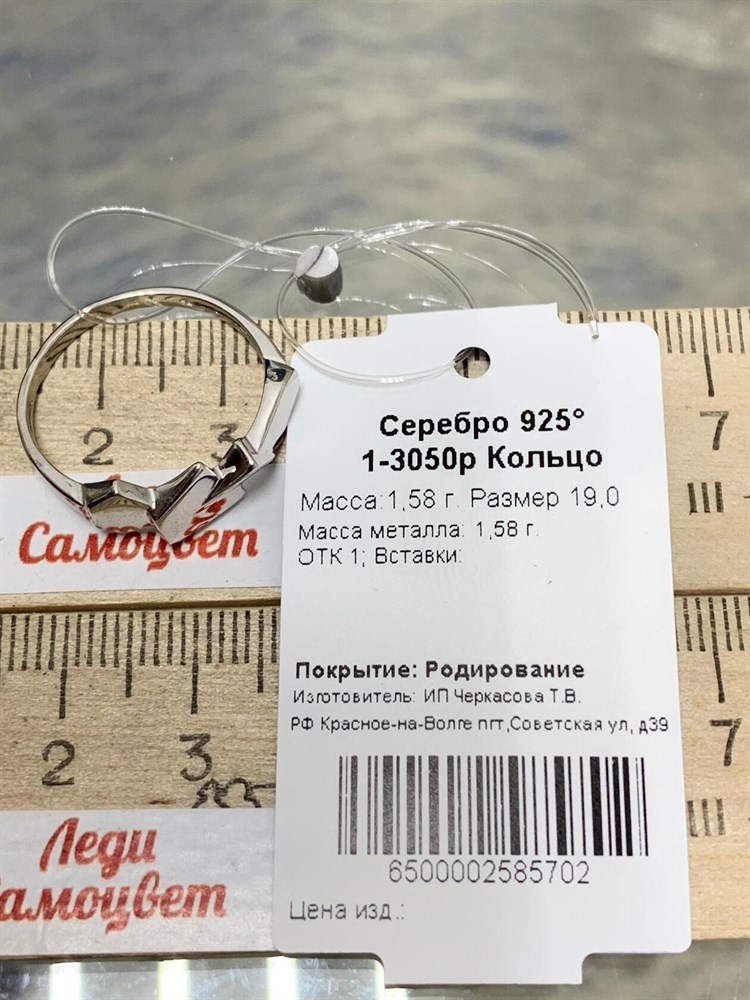 Серебро 925°
1-3050р Кольцо
Масса:1,58 г. Размер 19,0
Масса металла: 1,58 г.
ОТК 1; Вставки:
Покрытие: Родирование
Изготовитель: ИП Черкасова Т.В.
РФ Красное-на-Волге пгт,Советская ул, д39
6500002585702
Цена изд.:
2 3 7
Самоцвет
2 3 7
Леди
Самоцвет